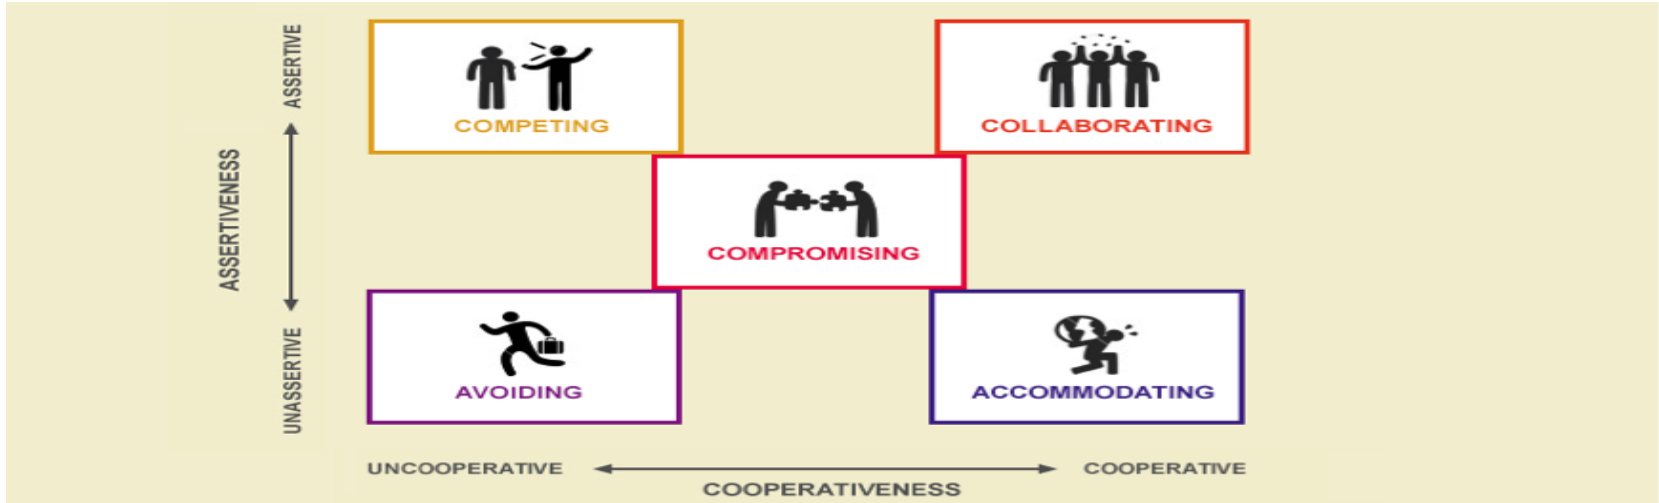 ASSERTIVE
ASSERTIVENESS
UNASSERTIVE
COMPETING
COLLABORATING
COMPROMISING
AVOIDING
ACCOMMODATING
UNCOOPERATIVE
COOPERATIVE
COOPERATIVENESS